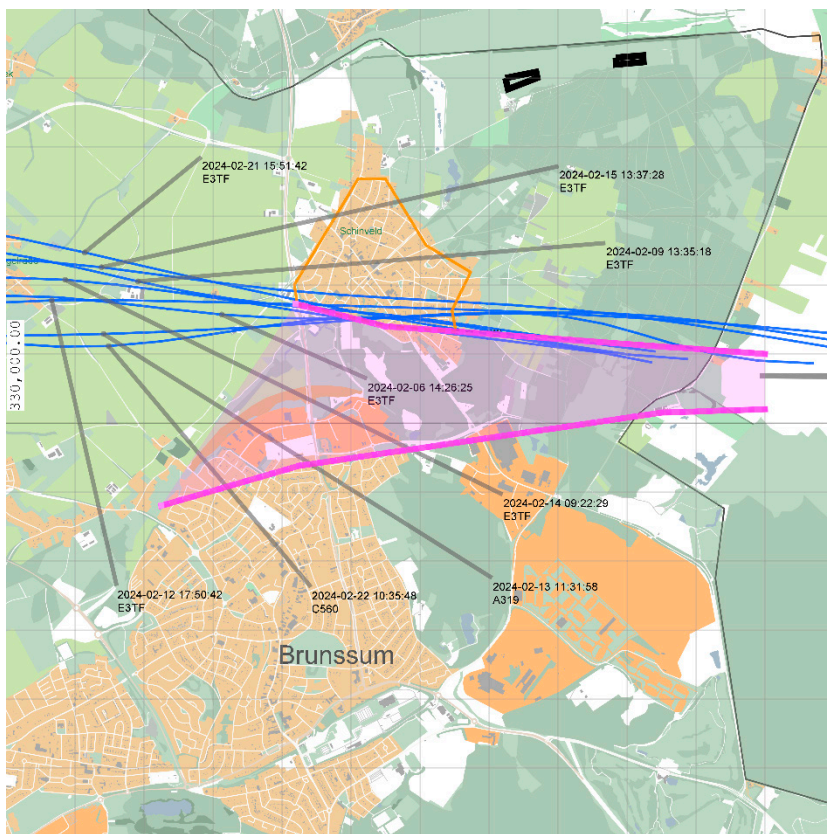 2024-02-21 15:51:42
E3TF
2024-02-15 13:37:28
E3TF
Schinveld
2024-02-09 13:35:18
E3TF
330,000.00
2024-02-06 14:26:25
E3TF
2024-02-14 09:22:29
E3TF
2024-02-13 11:31:58
A319
2024-02-12 17:50:42
E3TF
2024-02-22 10:35:48
C560
Brunssum